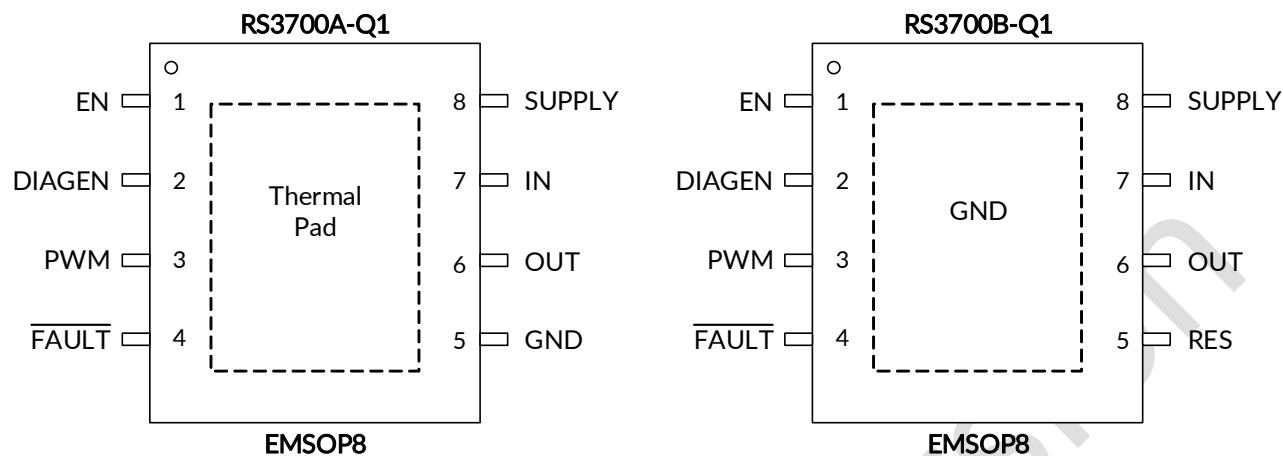 RS3700A-Q1
EN 1 8 SUPPLY
DIAGEN 2 7 IN
Thermal
Pad
PWM 3 6 OUT
FAULT 4 5 GND
EMSOP8
RS3700B-Q1
EN 1 8 SUPPLY
DIAGEN 2 7 IN
GND
PWM 3 6 OUT
FAULT 4 5 RES
EMSOP8